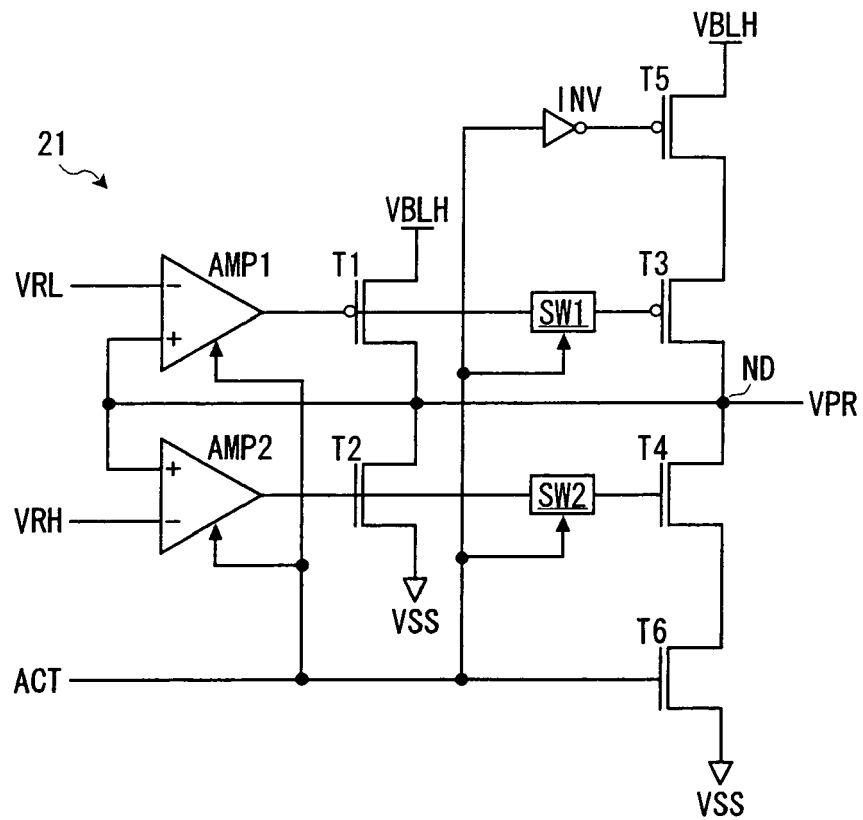 VBLH
T5
INV
21
VBLH
AMP1
T1
T3
VRL
-
SW1
+
ND
VPR
AMP2
T2
T4
+
SW2
VRH
-
VSS
T6
ACT
VSS